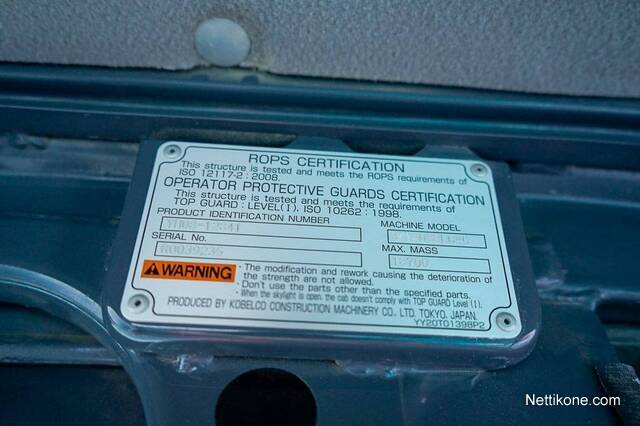 ROPS CERTIFICATION
This structure is tested and meets the ROPS requirements of
ISO 12117-2 : 2008.
OPERATOR PROTECTIVE GUARDS CERTIFICATION
This structure is tested and meets the requirements of
TOP GUARD : LEVEL(1), ISO 10262 : 1998.
PRODUCT IDENTIFICATION NUMBER
MACHINE MODEL
SERIAL No.
MAX. MASS
WARNING
· The modification and rework causing the deterioration of
the strength are not allowed.
· Don't use the parts other than the specified parts.
· When the skylight is open, the cab doesn't comply with TOP GUARD Level (1).
PRODUCED BY KOBELCO CONSTRUCTION MACHINERY CO., LTD. TOKYO, JAPAN.
YY20T01398P2
Nettikone.com